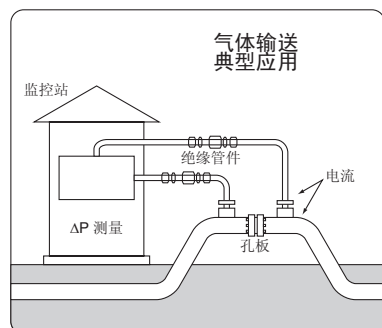 气体输送
典型应用
监控站
绝缘管件
电流
ΔP 测量
孔板